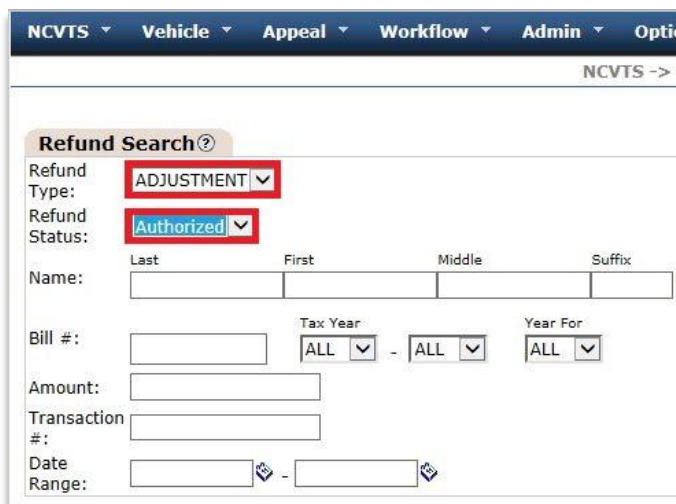 NCVTS Vehicle Appeal Workflow Admin Opti
NCVTS ->
Refund Search?
Refund Type: ADJUSTMENT
Refund Status: Authorized
Last First Middle Suffix
Name:
Tax Year Year For
Bill #: ALL - ALL ALL
Amount:
Transaction #:
Date Range: -